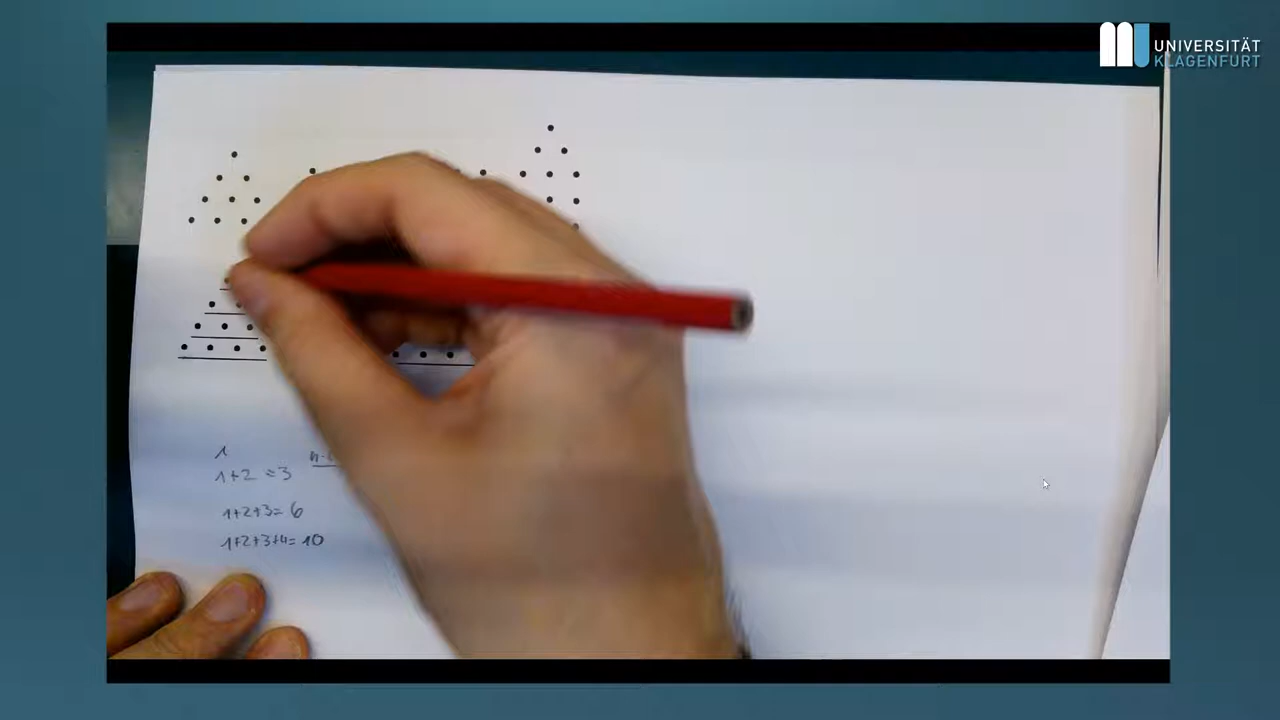 UNIVERSITÄT
KLAGENFURT
1
1+2 = 3
1+2+3= 6
1+2+3+4= 10